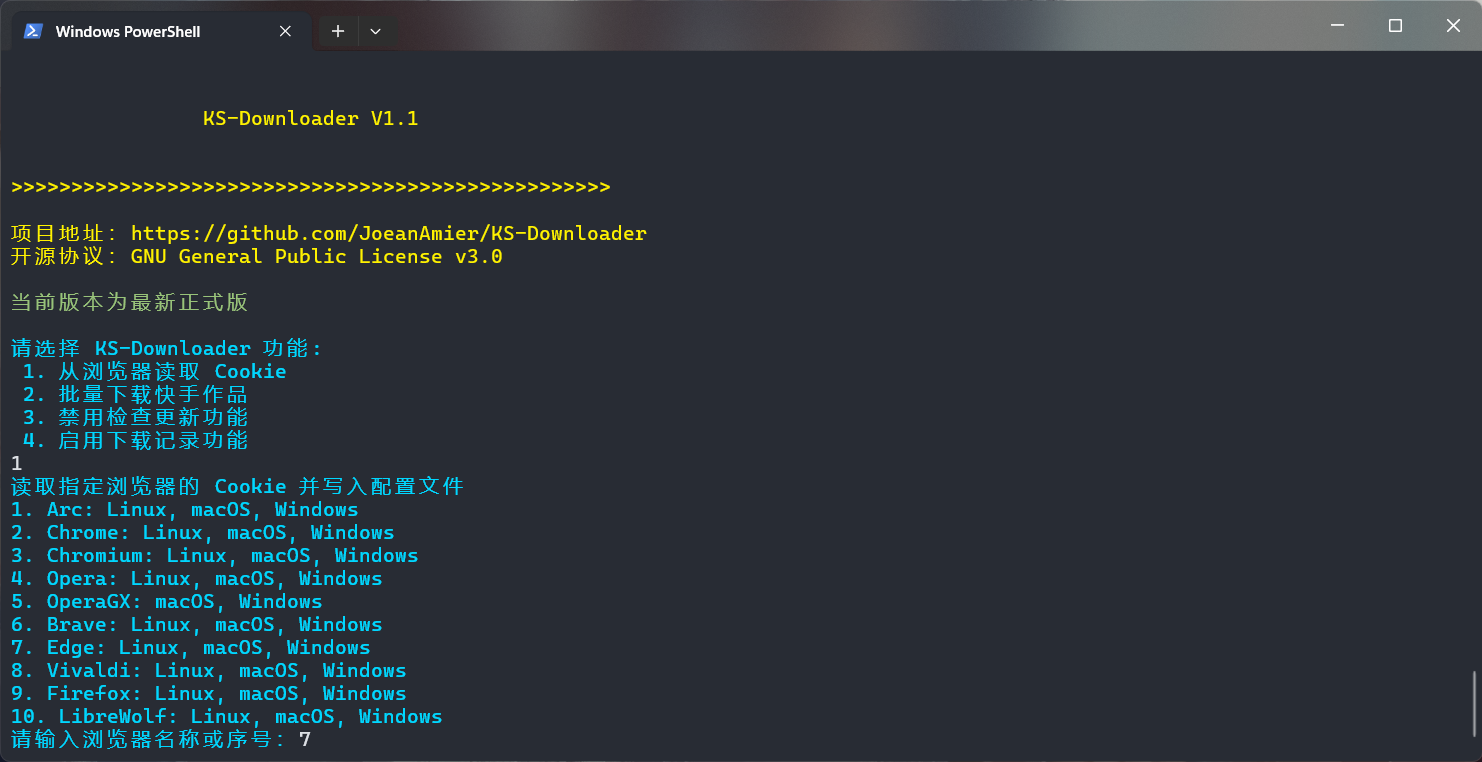 Windows PowerShell
KS-Downloader V1.1
>>>>>>>>>>>>>>>>>>>>>>>>>>>>>>>>>>>>>>>>>>>>>>>>>>
项目地址：https://github.com/JoeanAmier/KS-Downloader
开源协议：GNU General Public License v3.0
当前版本为最新正式版
请选择 KS-Downloader 功能：
1. 从浏览器读取 Cookie
2. 批量下载快手作品
3. 禁用检查更新功能
4. 启用下载记录功能
1
读取指定浏览器的 Cookie 并写入配置文件
1. Arc: Linux, macOS, Windows
2. Chrome: Linux, macOS, Windows
3. Chromium: Linux, macOS, Windows
4. Opera: Linux, macOS, Windows
5. OperaGX: macOS, Windows
6. Brave: Linux, macOS, Windows
7. Edge: Linux, macOS, Windows
8. Vivaldi: Linux, macOS, Windows
9. Firefox: Linux, macOS, Windows
10. LibreWolf: Linux, macOS, Windows
请输入浏览器名称或序号：7